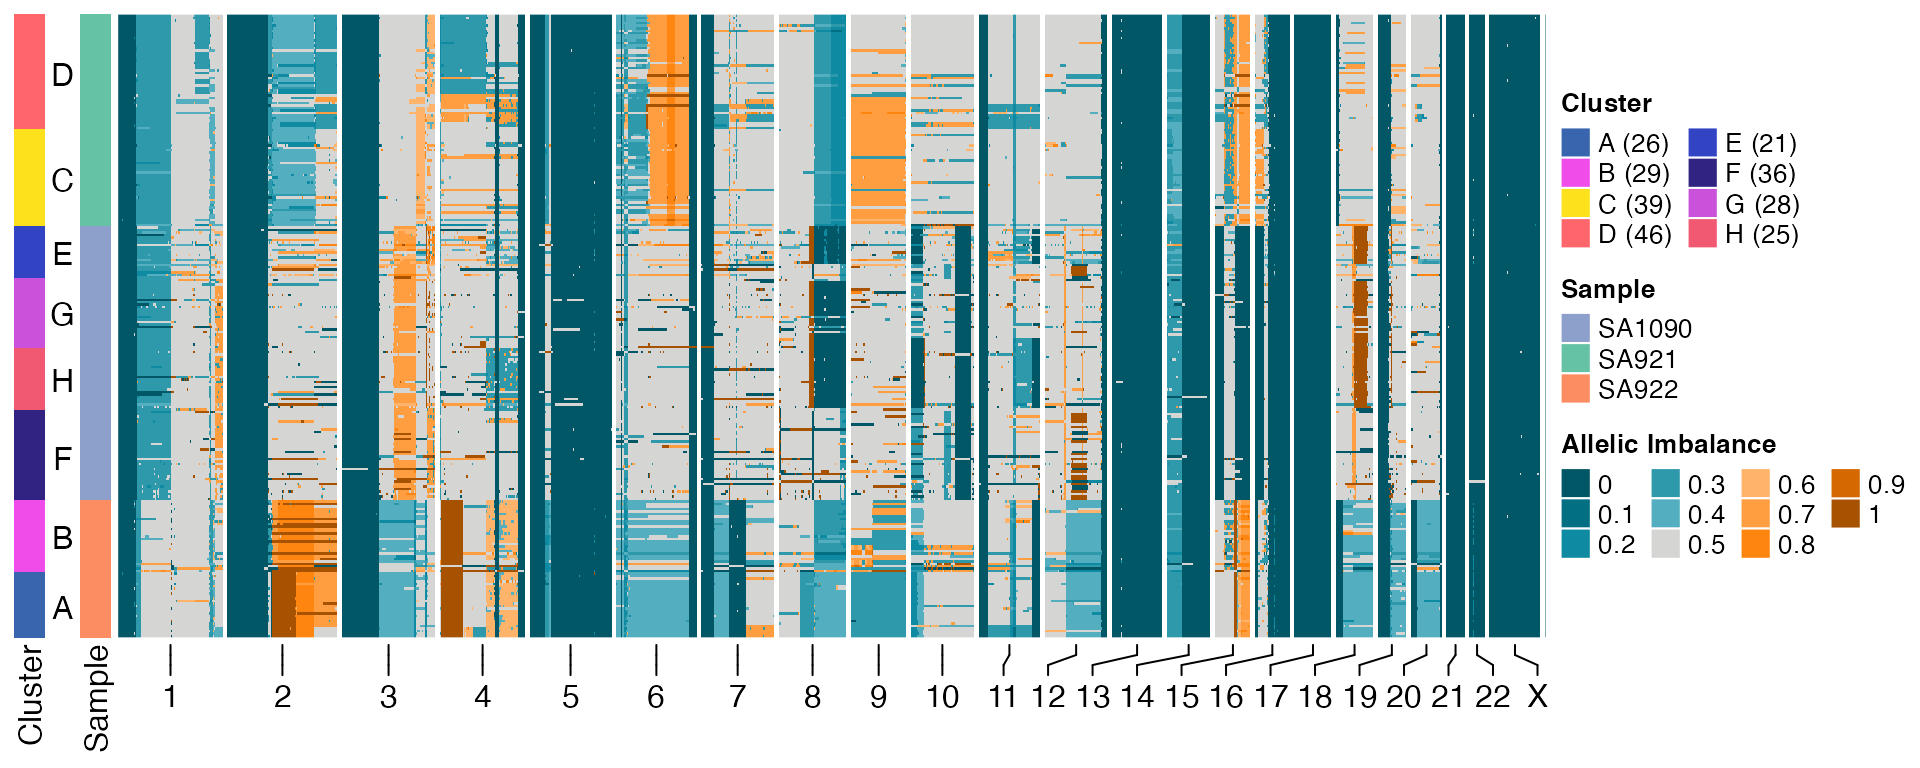 D
C
E
G
H
F
B
A
Cluster
Sample
1 2 3 4 5 6 7 8 9 10 11 12 13 14 15 16 17 18 19 20 21 22 X
Cluster
A (26) E (21)
B (29) F (36)
C (39) G (28)
D (46) H (25)
Sample
SA1090
SA921
SA922
Allelic Imbalance
0 0.3 0.6 0.9
0.1 0.4 0.7 1
0.2 0.5 0.8